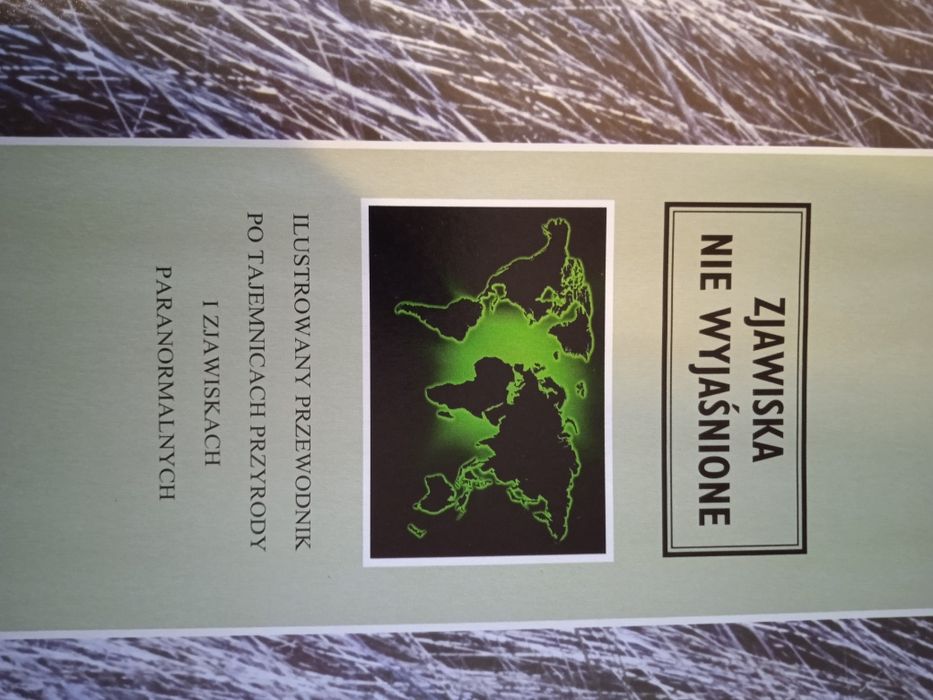 ZJAWISKA
NIE WYJAŚNIONE
ILUSTROWANY PRZEWODNIK
PO TAJEMNICACH PRZYRODY
I ZJAWISKACH
PARANORMALNYCH